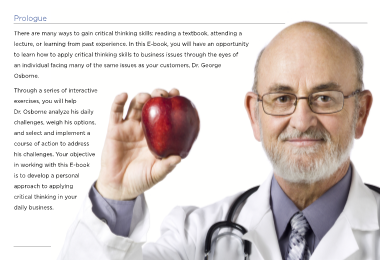 Prologue
There are many ways to gain critical thinking skills: reading a textbook, attending a
lecture, or learning from past experience. In this E-book, you will have an opportunity
to learn how to apply critical thinking skills to business issues through the eyes of
an individual facing many of the same issues as your customers, Dr. George
Osborne.
Through a series of interactive
exercises, you will help
Dr. Osborne analyze his daily
challenges, weigh his options,
and select and implement a
course of action to address
his challenges. Your objective
in working with this E-book
is to develop a personal
approach to applying
critical thinking in your
daily business.